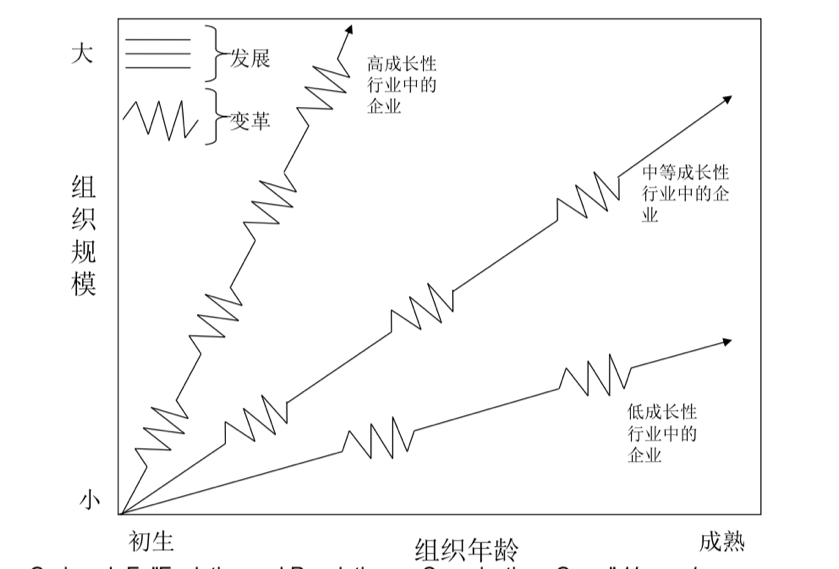 大
发展
变革
高成长性
行业中的
企业
中等成长性
行业中的企
业
组
织
规
模
低成长性
行业中的
企业
小
初生
组织年龄
成熟